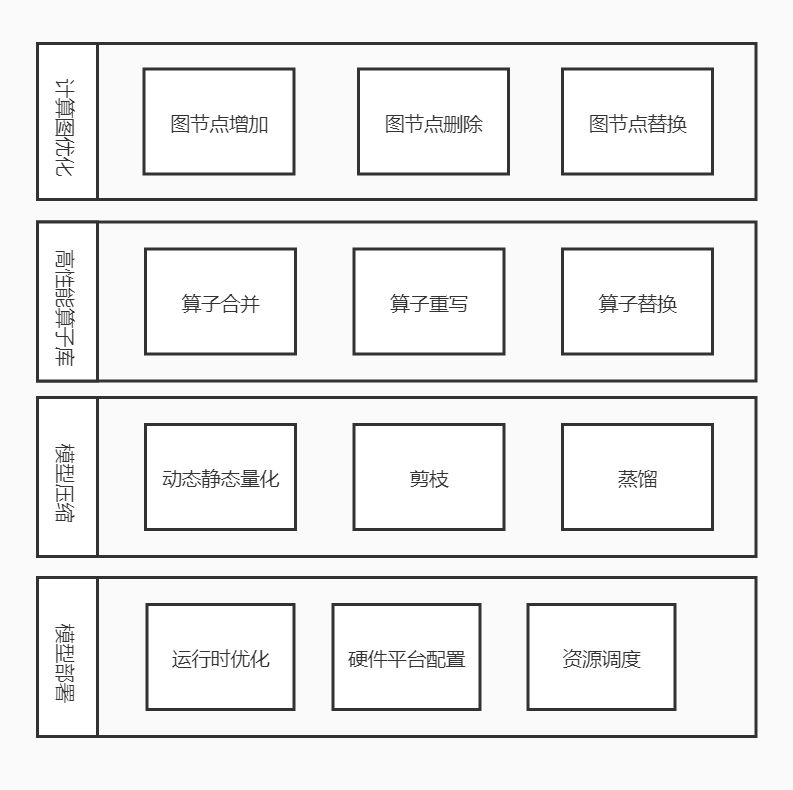 计算图优化
图节点增加
图节点删除
图节点替换
高性能算子库
算子合并
算子重写
算子替换
模型压缩
动态静态量化
剪枝
蒸馏
模型部署
运行时优化
硬件平台配置
资源调度